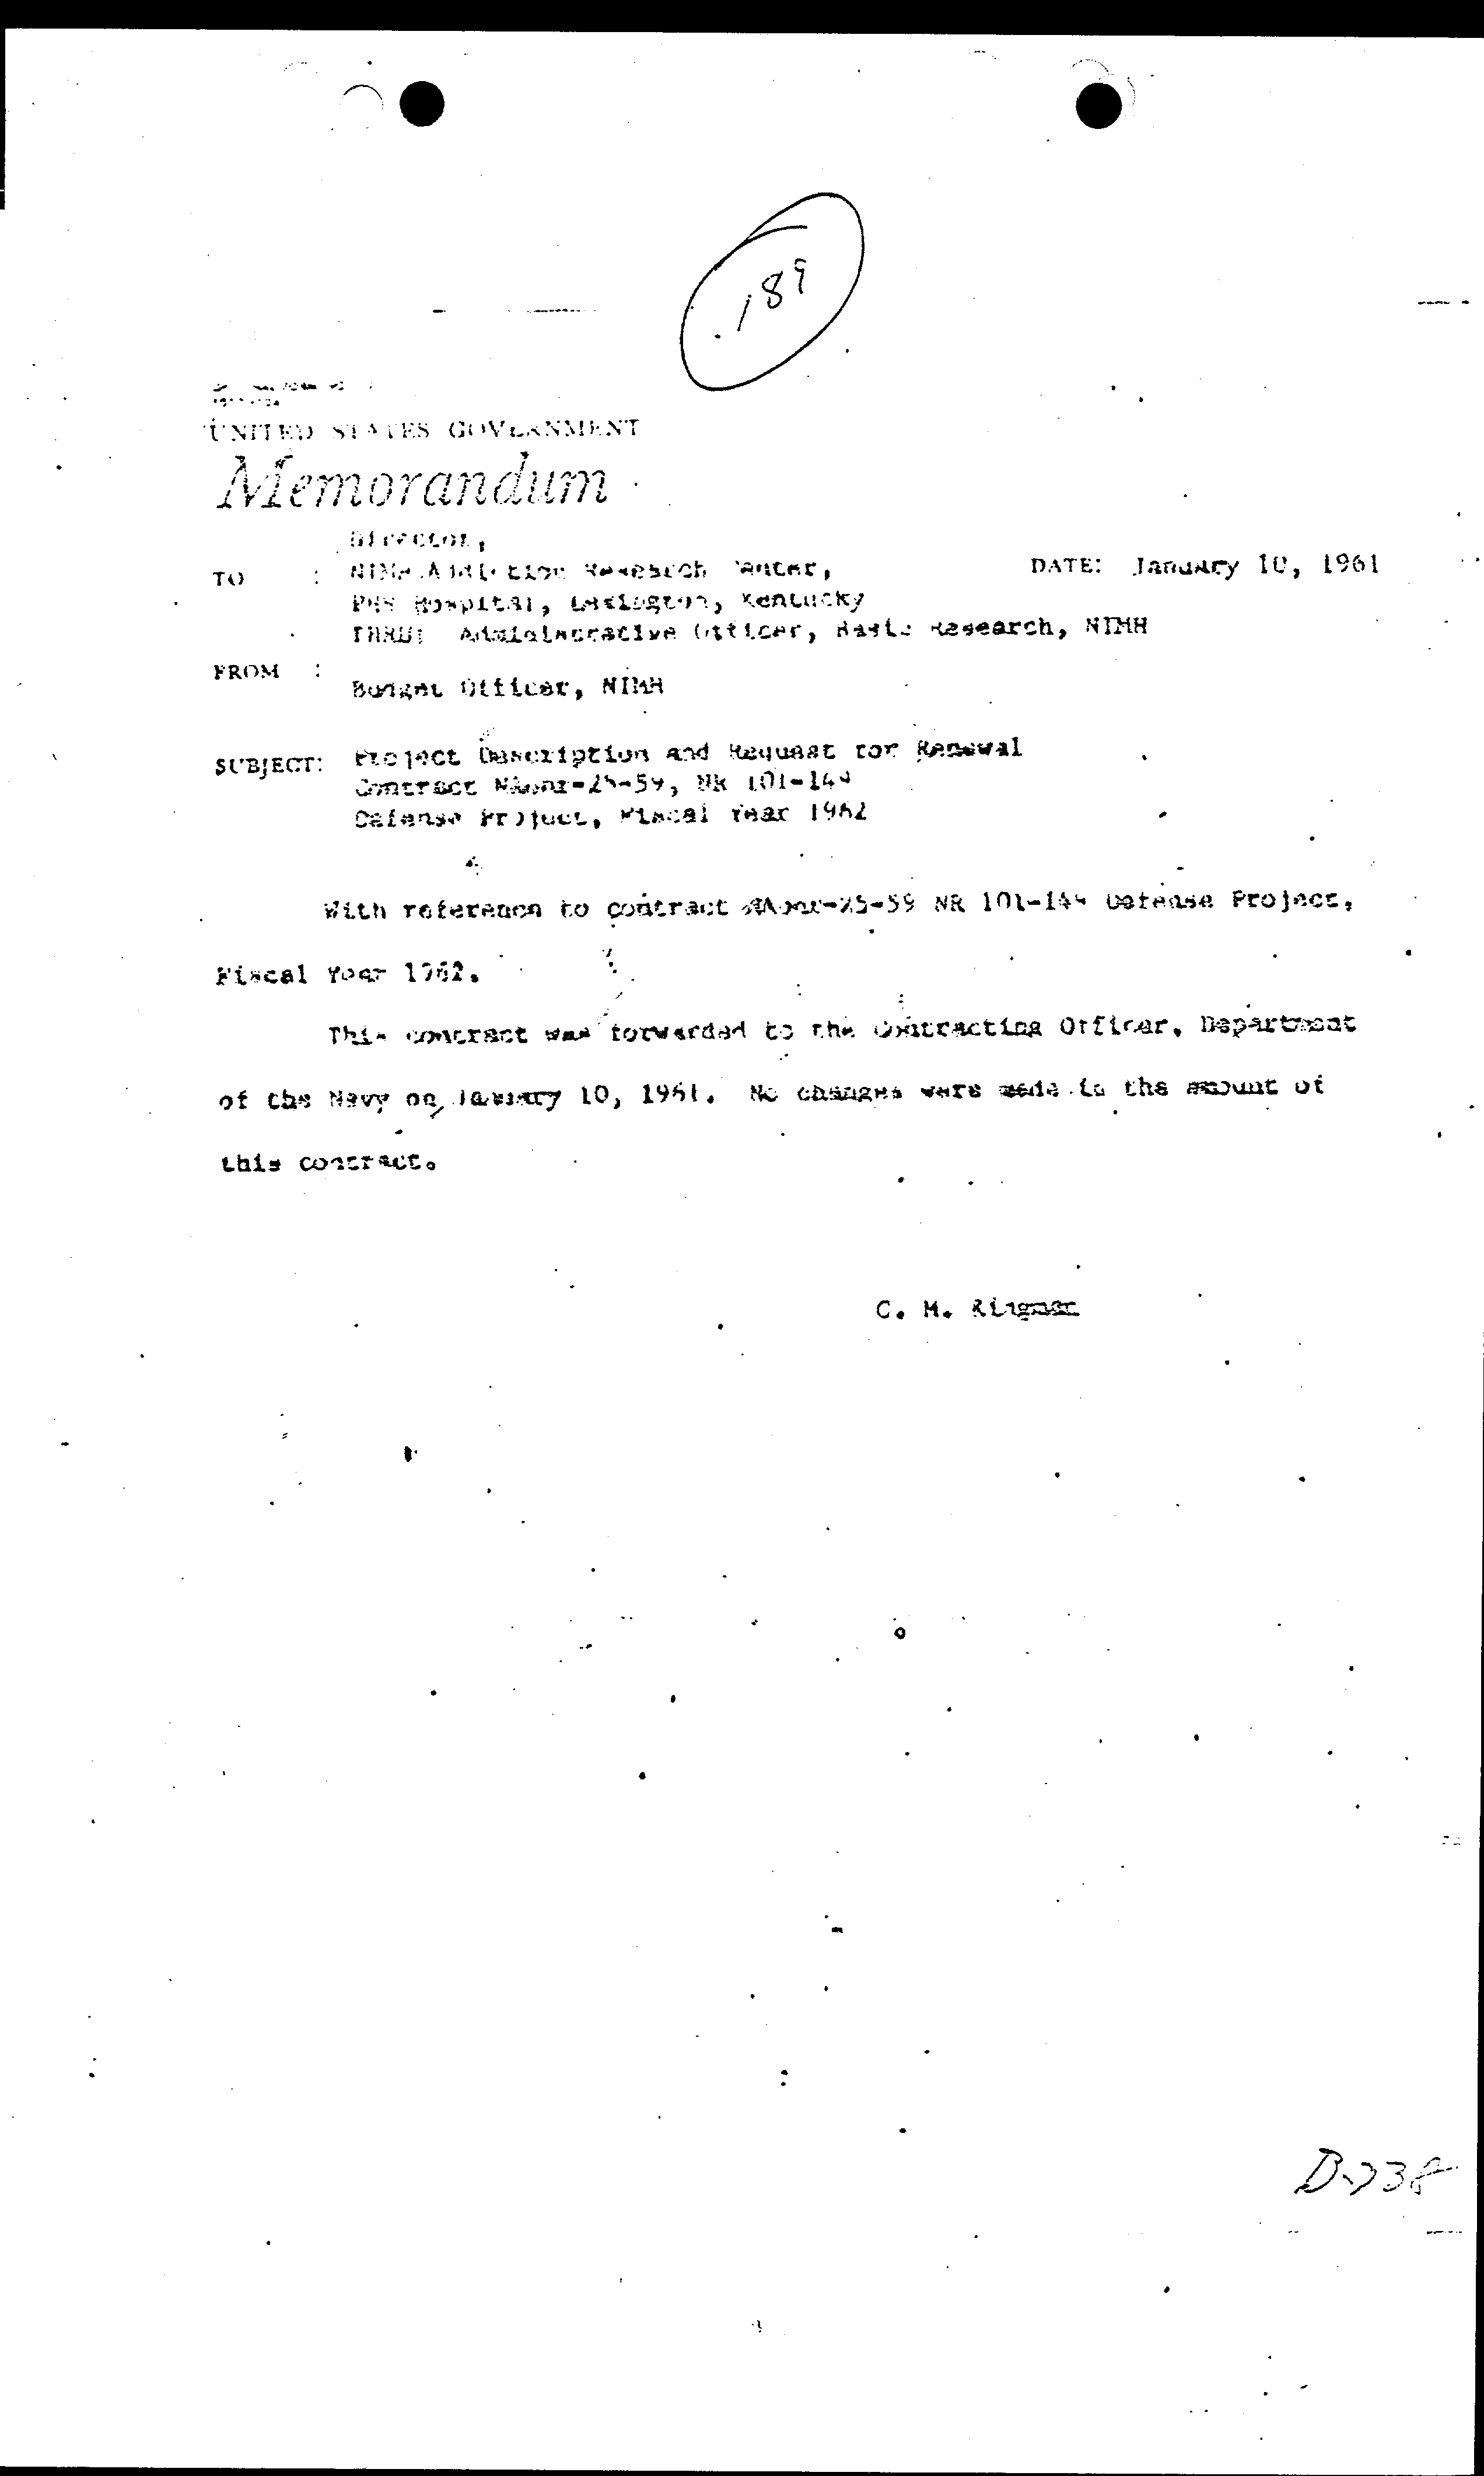 189
UNITED STATES GOVERNMENT
Memorandum
Director,
TO : NIMH Addiction Research Center, DATE: January 10, 1961
PHS Hospital, Lexington, Kentucky
THRU: Administrative Officer, Basic Research, NIMH
FROM :
Budget Officer, NIMH
SUBJECT: Project Description and Request for Renewal
Contract NAonr-25-59, NR 101-149
Defense Project, Fiscal Year 1962
With reference to contract NAonr-25-59 NR 101-149 Defense Project,
Fiscal Year 1962.
This contract was forwarded to the Contracting Officer, Department
of the Navy on January 10, 1961. No changes were made in the amount of
this contract.
C. M. Kingman